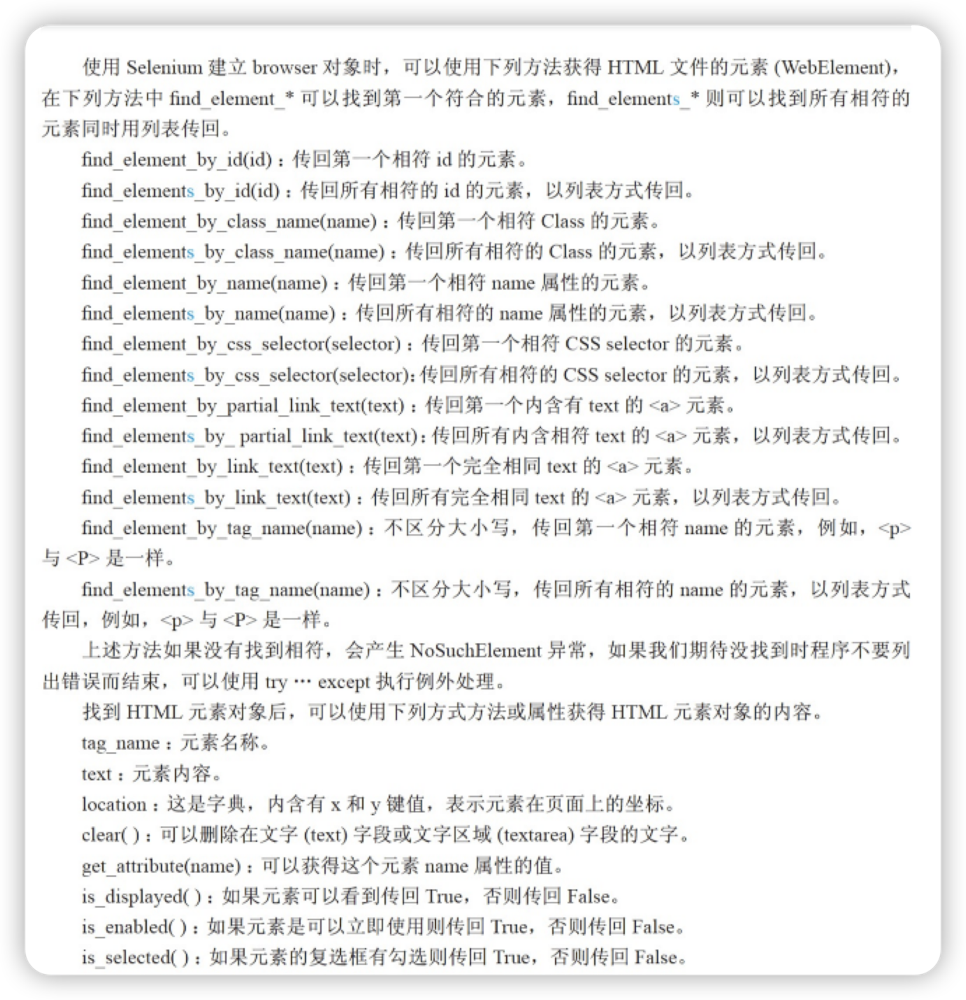 使用 Selenium 建立 browser 对象时，可以使用下列方法获得 HTML 文件的元素 (WebElement)，
在下列方法中 find_element_* 可以找到第一个符合的元素，find_elements_* 则可以找到所有相符的
元素同时用列表传回。
find_element_by_id(id)：传回第一个相符 id 的元素。
find_elements_by_id(id)：传回所有相符的 id 的元素，以列表方式传回。
find_element_by_class_name(name)：传回第一个相符 Class 的元素。
find_elements_by_class_name(name)：传回所有相符的 Class 的元素，以列表方式传回。
find_element_by_name(name)：传回第一个相符 name 属性的元素。
find_elements_by_name(name)：传回所有相符的 name 属性的元素，以列表方式传回。
find_element_by_css_selector(selector)：传回第一个相符 CSS selector 的元素。
find_elements_by_css_selector(selector)：传回所有相符的 CSS selector 的元素，以列表方式传回。
find_element_by_partial_link_text(text)：传回第一个内含有 text 的 <a> 元素。
find_elements_by_ partial_link_text(text)：传回所有内含相符 text 的 <a> 元素，以列表方式传回。
find_element_by_link_text(text)：传回第一个完全相同 text 的 <a> 元素。
find_elements_by_link_text(text)：传回所有完全相同 text 的 <a> 元素，以列表方式传回。
find_element_by_tag_name(name)：不区分大小写，传回第一个相符 name 的元素，例如，<p>
与 <P> 是一样。
find_elements_by_tag_name(name)：不区分大小写，传回所有相符的 name 的元素，以列表方式
传回，例如，<p> 与 <P> 是一样。
上述方法如果没有找到相符，会产生 NoSuchElement 异常，如果我们期待没找到时程序不要列
出错误而结束，可以使用 try … except 执行例外处理。
找到 HTML 元素对象后，可以使用下列方式方法或属性获得 HTML 元素对象的内容。
tag_name：元素名称。
text：元素内容。
location：这是字典，内含有 x 和 y 键值，表示元素在页面上的坐标。
clear( )：可以删除在文字 (text) 字段或文字区域 (textarea) 字段的文字。
get_attribute(name)：可以获得这个元素 name 属性的值。
is_displayed( )：如果元素可以看到传回 True，否则传回 False。
is_enabled( )：如果元素是可以立即使用则传回 True，否则传回 False。
is_selected( )：如果元素的复选框有勾选则传回 True，否则传回 False。